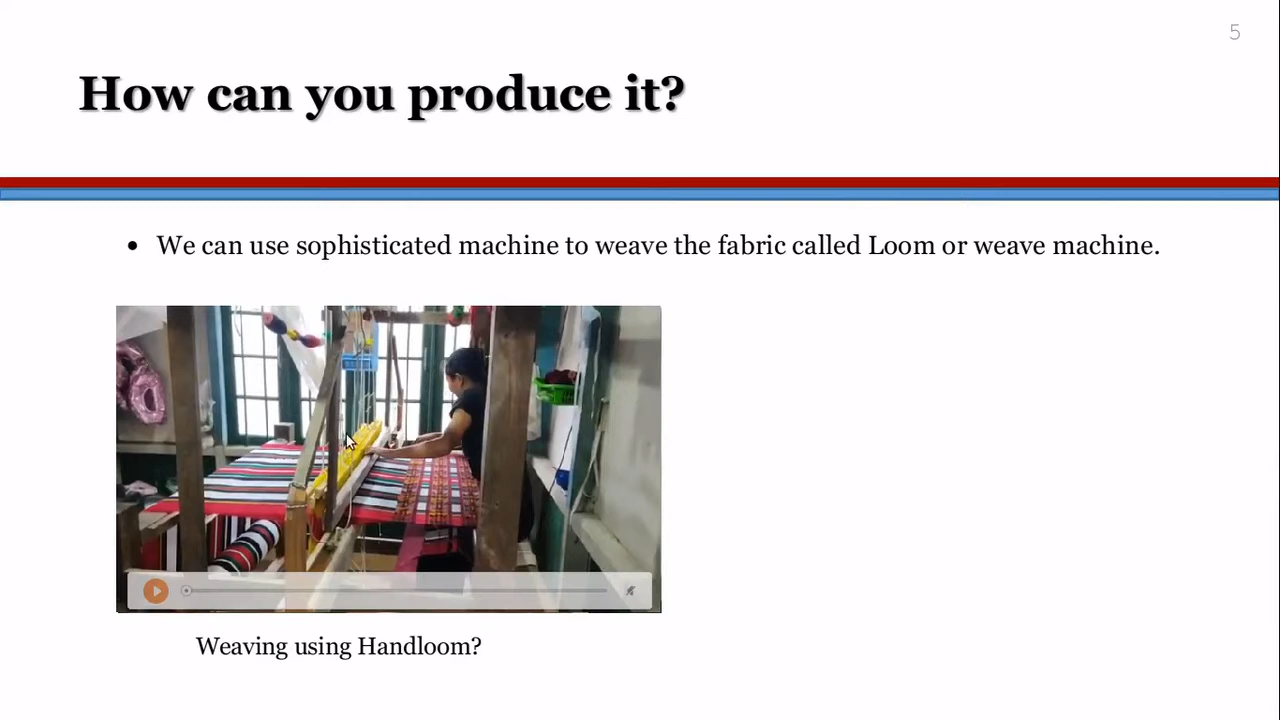 5
How can you produce it?
• We can use sophisticated machine to weave the fabric called Loom or weave machine.
Weaving using Handloom?